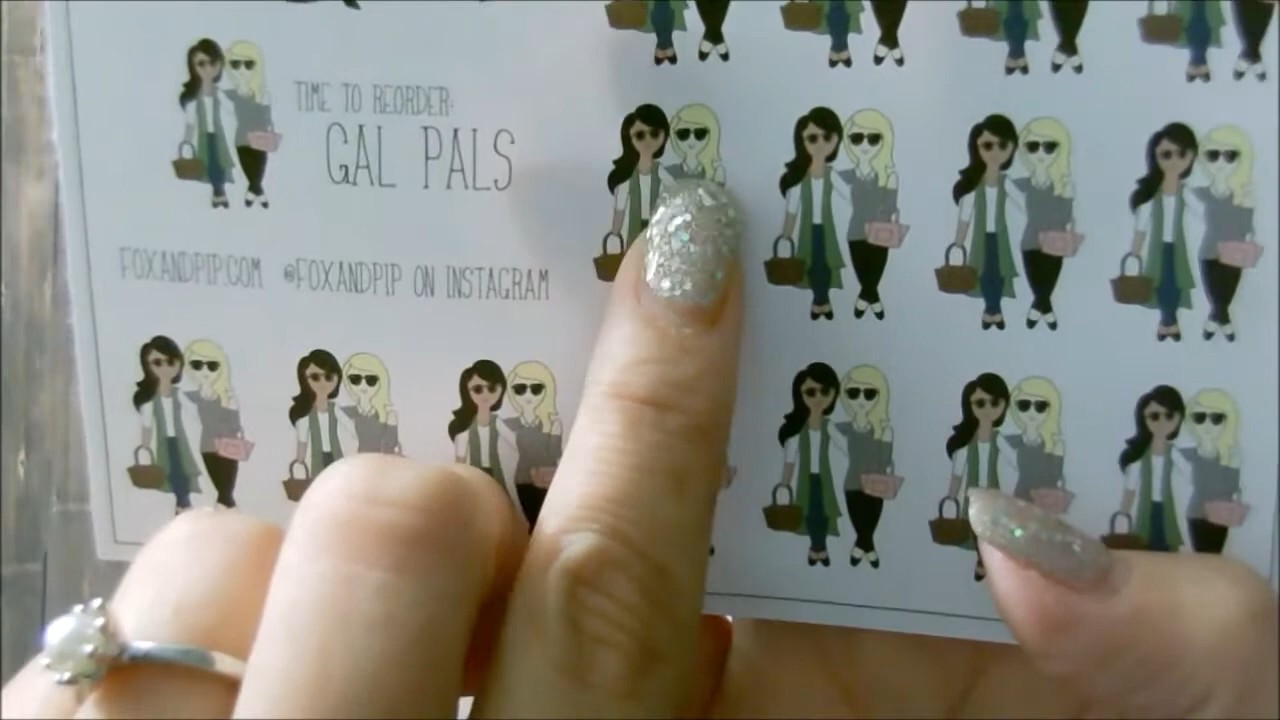 TIME TO REORDER:
GAL PALS
FOXANDPIP.COM @FOXANDPIP ON INSTAGRAM